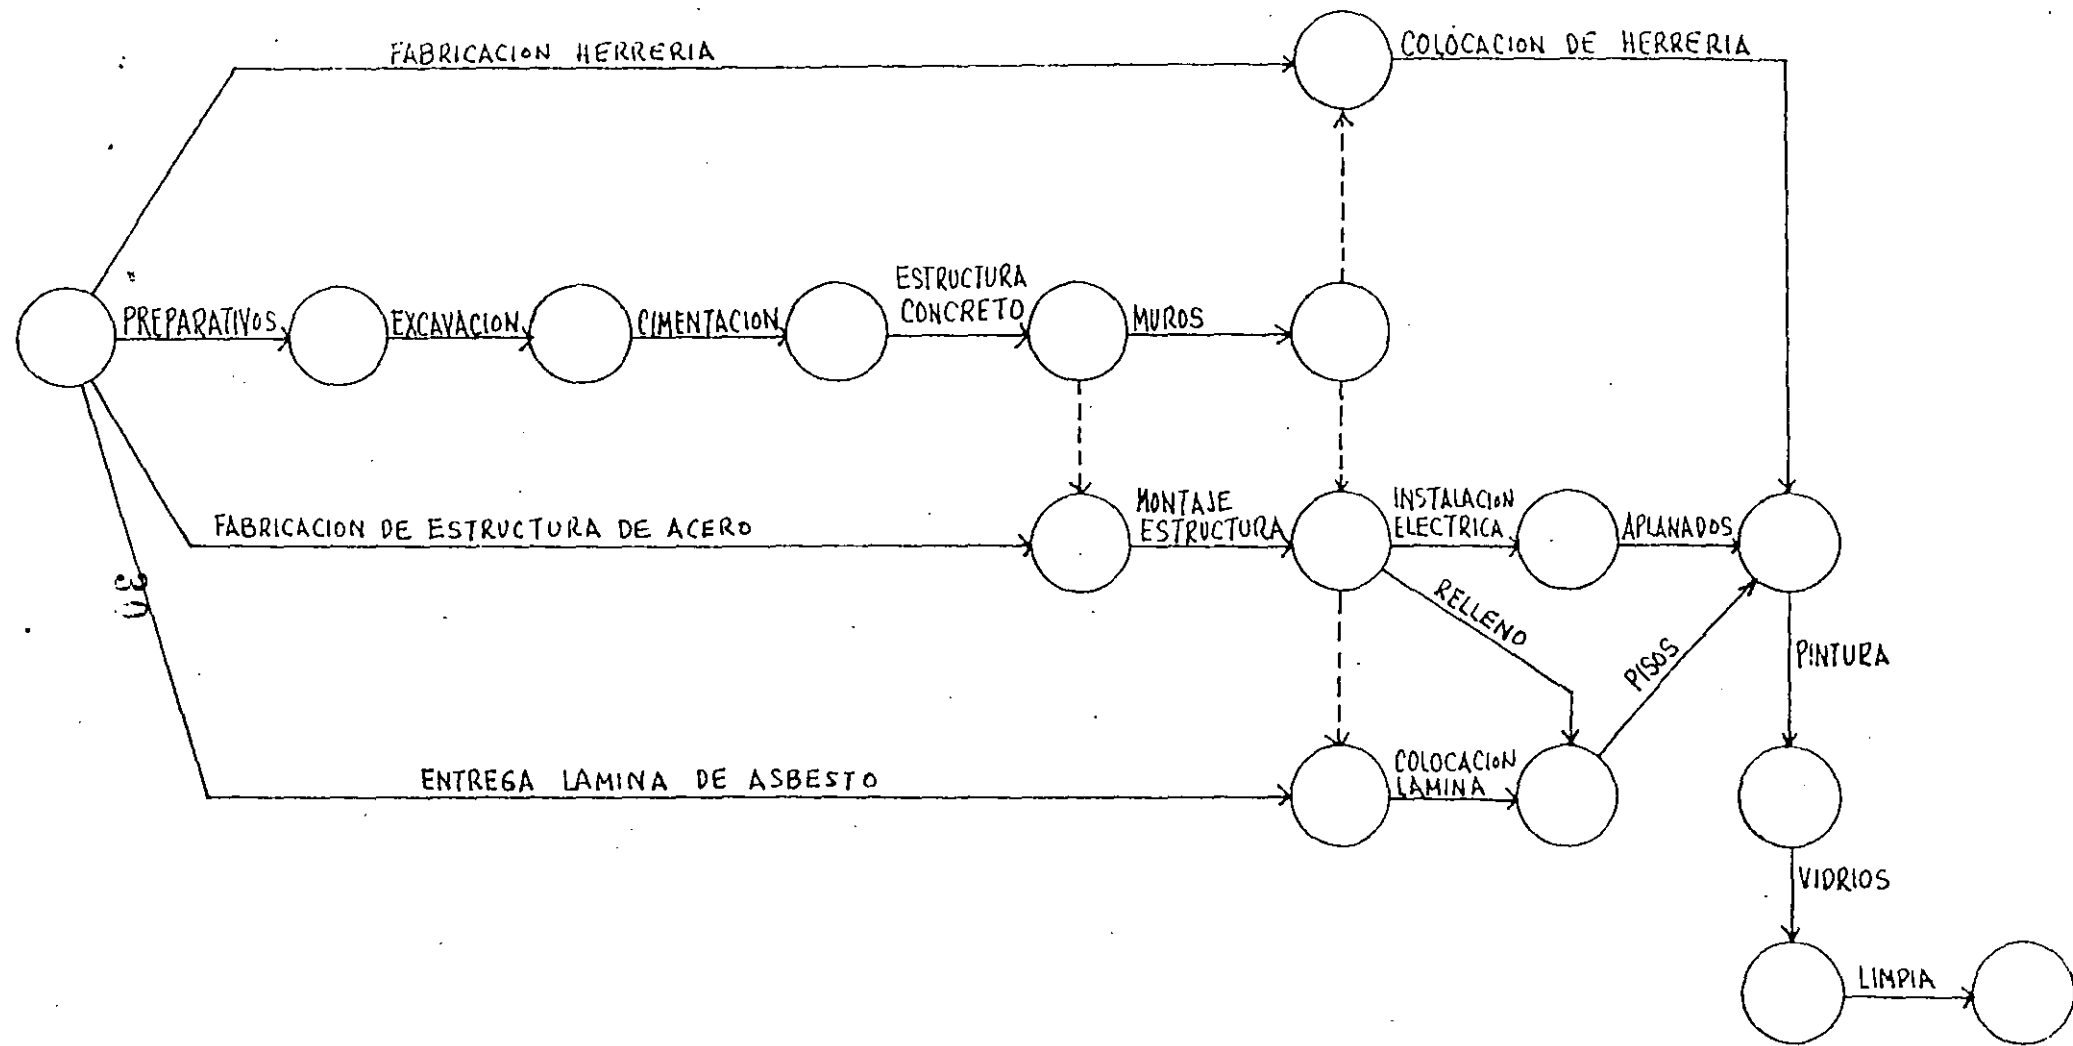 FABRICACION HERRERIA
COLOCACION DE HERRERIA
PREPARATIVOS
EXCAVACION
CIMENTACION
ESTRUCTURA
CONCRETO
MUROS
FABRICACION DE ESTRUCTURA DE ACERO
MONTAJE
ESTRUCTURA
INSTALACION
ELECTRICA
APLANADOS
30
RELLENO
PISOS
PINTURA
ENTREGA LAMINA DE ASBESTO
COLOCACION
LAMINA
VIDRIOS
LIMPIA